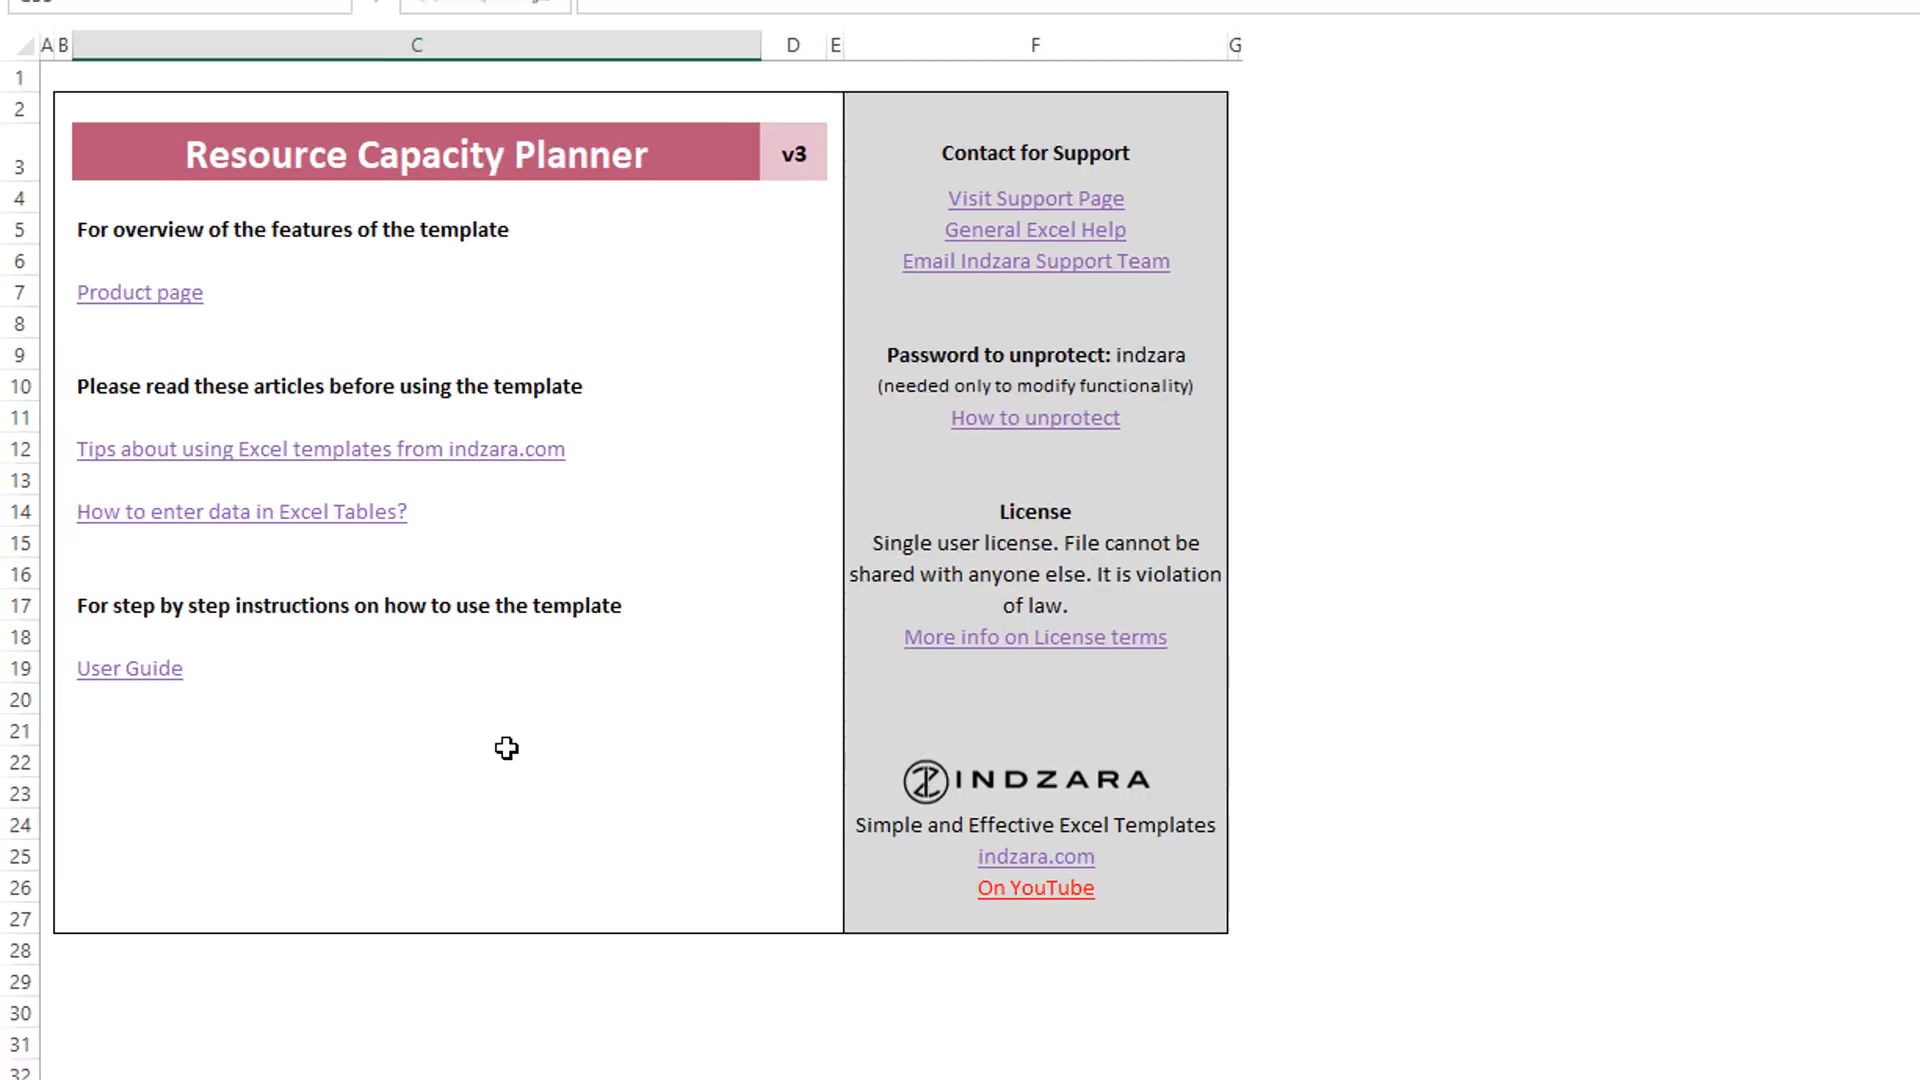 A B C D E F G
1
2
3
4
5
6
7
8
9
10
11
12
13
14
15
16
17
18
19
20
21
22
23
24
25
26
27
28
29
30
31
32
Resource Capacity Planner v3
For overview of the features of the template
Product page
Please read these articles before using the template
Tips about using Excel templates from indzara.com
How to enter data in Excel Tables?
For step by step instructions on how to use the template
User Guide
Contact for Support
Visit Support Page
General Excel Help
Email Indzara Support Team
Password to unprotect: indzara
(needed only to modify functionality)
How to unprotect
License
Single user license. File cannot be
shared with anyone else. It is violation
of law.
More info on License terms
INDZARA
Simple and Effective Excel Templates
indzara.com
On YouTube